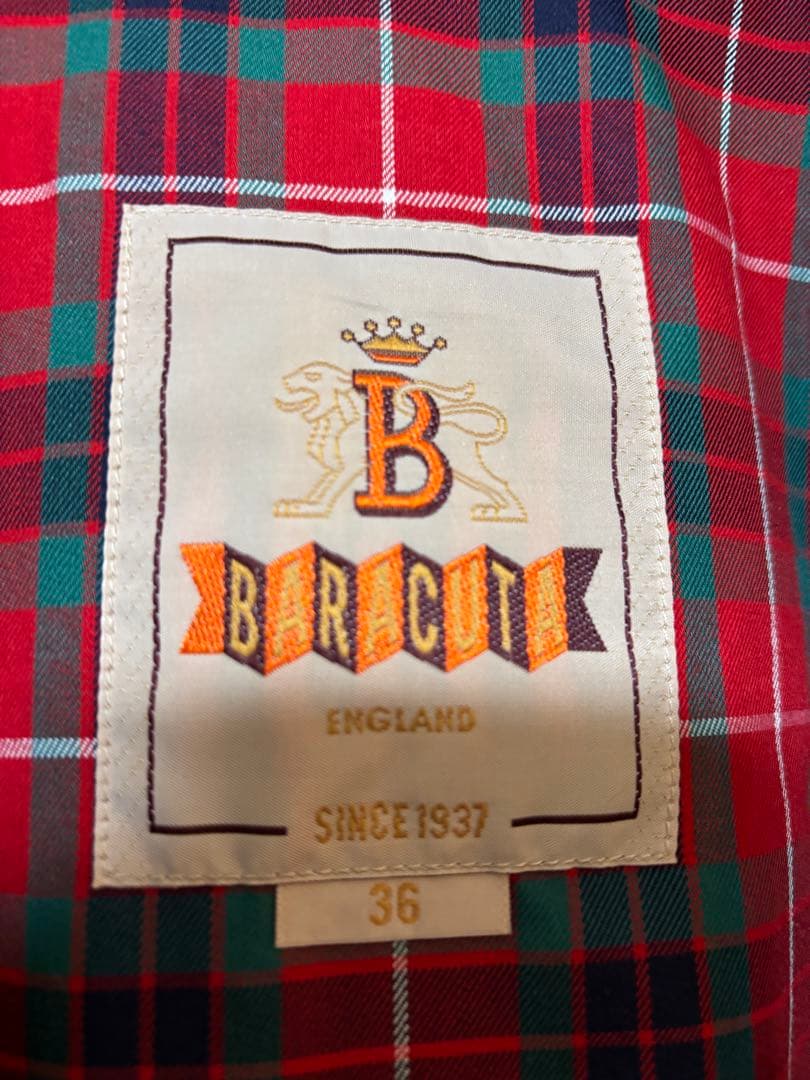 B
BARACUTA
ENGLAND
SINCE 1937
36